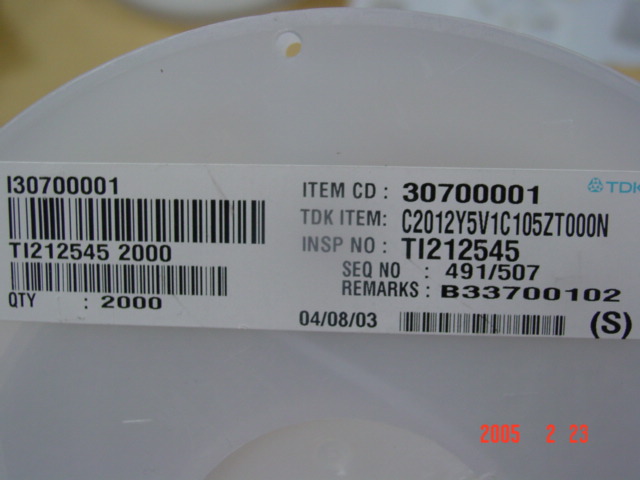 I30700001
TI212545 2000
QTY : 2000
ITEM CD : 30700001
TDK
TDK ITEM: C2012Y5V1C105ZT000N
INSP NO : TI212545
SEQ NO : 491/507
REMARKS : B33700102
04/08/03
(S)
2005 2 23